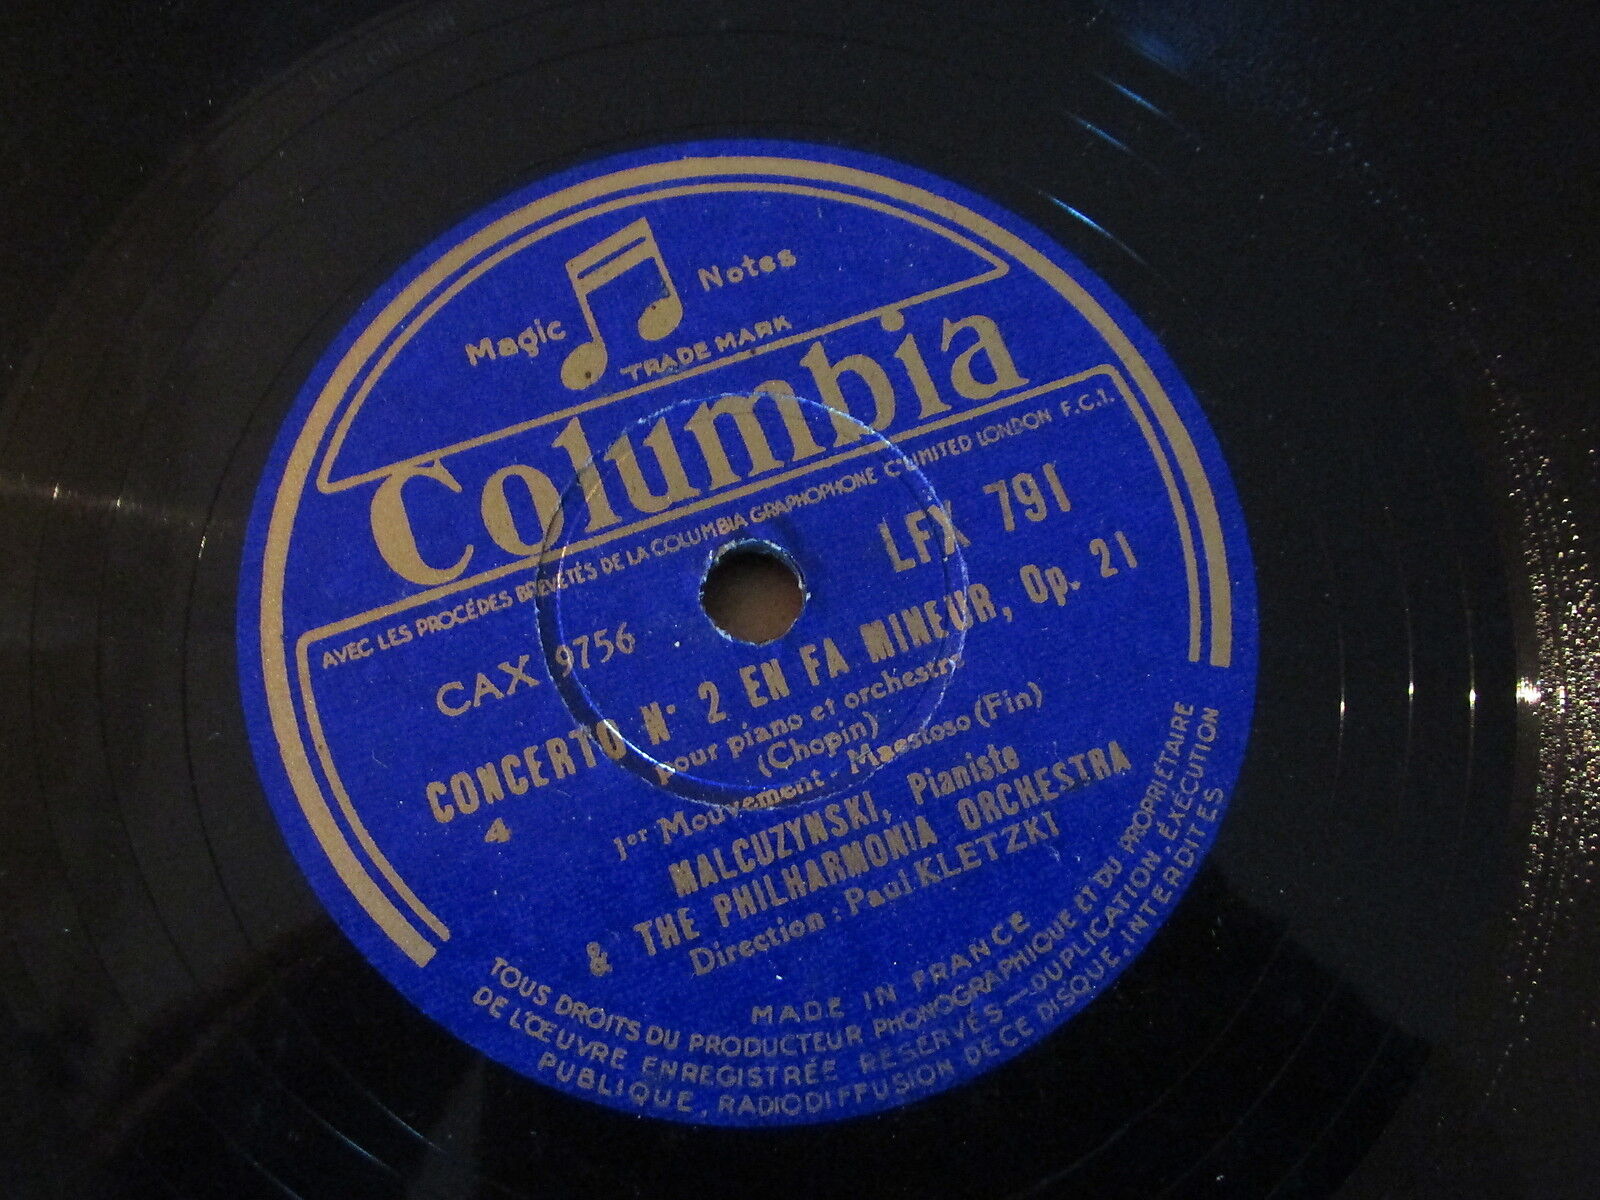 Magic Notes
TRADE MARK
Columbia
AVEC LES PROCÉDES BREVETÉS DE LA COLUMBIA GRAPHOPHONE C° LIMITED LONDON F.C.1.
LFX 791
CAX 9756
CONCERTO N° 2 EN FA MINEUR, Op. 21
pour piano et orchestre
4
(Chopin)
1er Mouvement - Maestoso (Fin)
MALCUZYNSKI, Pianiste
& THE PHILHARMONIA ORCHESTRA
Direction : Paul KLETZKI
MADE IN FRANCE
TOUS DROITS DU PRODUCTEUR PHONOGRAPHIQUE ET DU PROPRIÉTAIRE
DE L'ŒUVRE ENREGISTRÉE RÉSERVÉS — DUPLICATION, EXÉCUTION
PUBLIQUE, RADIODIFFUSION DE CE DISQUE, INTERDITES